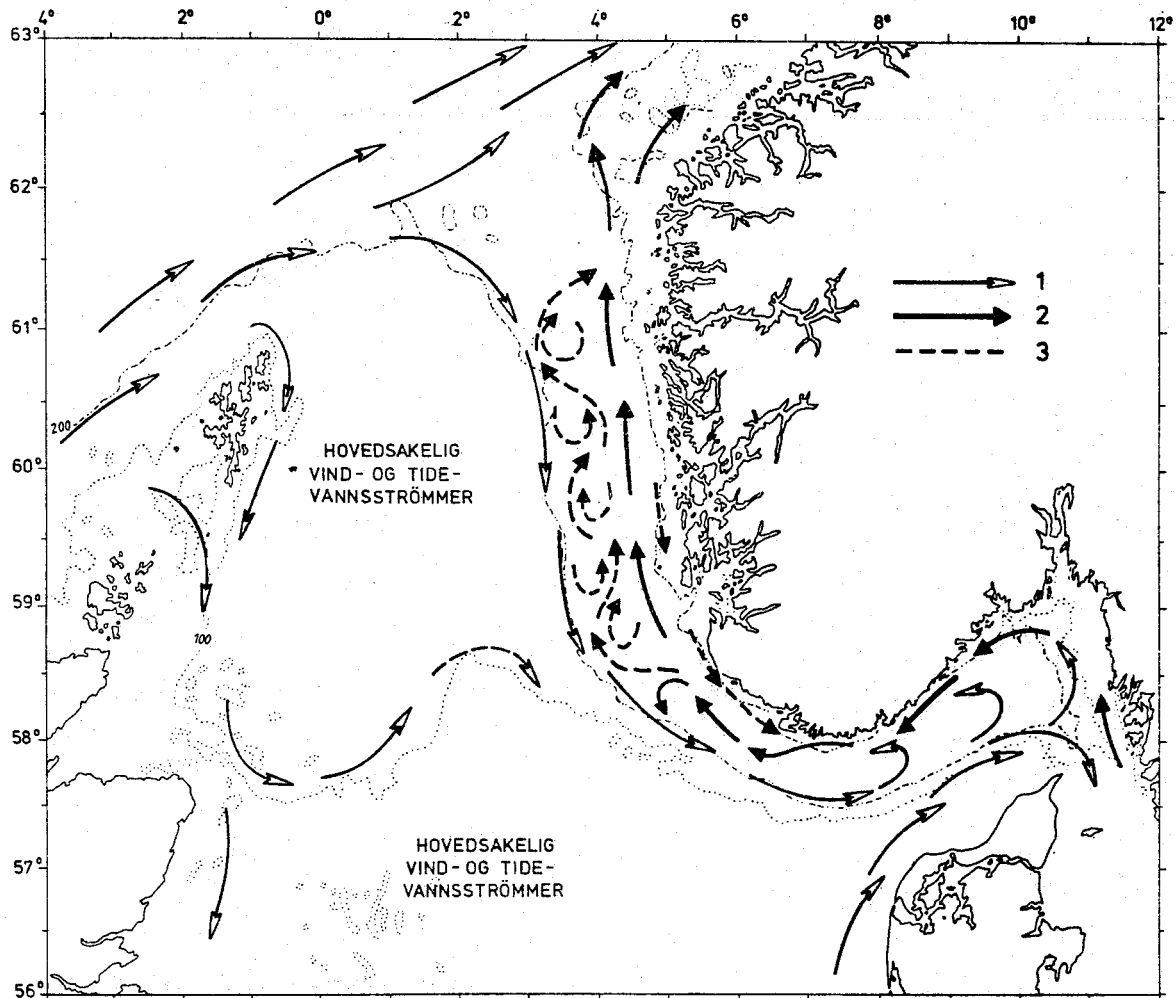 4° 2° 0° 2° 4° 6° 8° 10° 12°
63°
62°
1
61°
2
3
200
HOVEDSAKELIG
VIND- OG TIDE-
VANNSSTRÖMMER
60°
59°
100
58°
57°
HOVEDSAKELIG
VIND- OG TIDE-
VANNSSTRÖMMER
56°